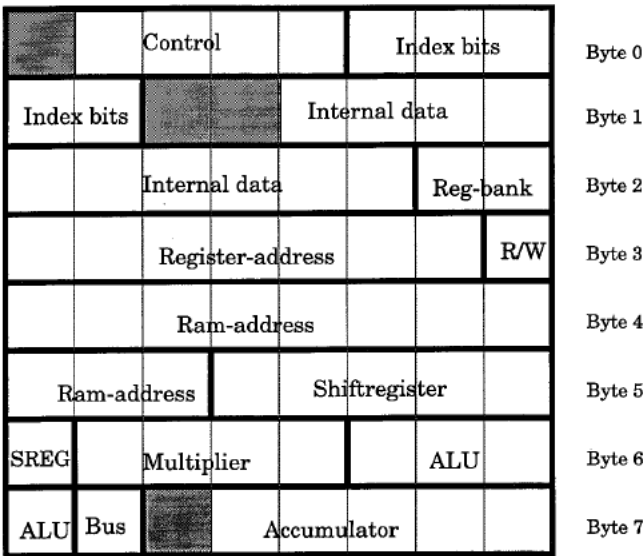 Control Index bits Byte 0
Index bits Internal data Byte 1
Internal data Reg-bank Byte 2
Register-address R/W Byte 3
Ram-address Byte 4
Ram-address Shiftregister Byte 5
SREG Multiplier ALU Byte 6
ALU Bus Accumulator Byte 7